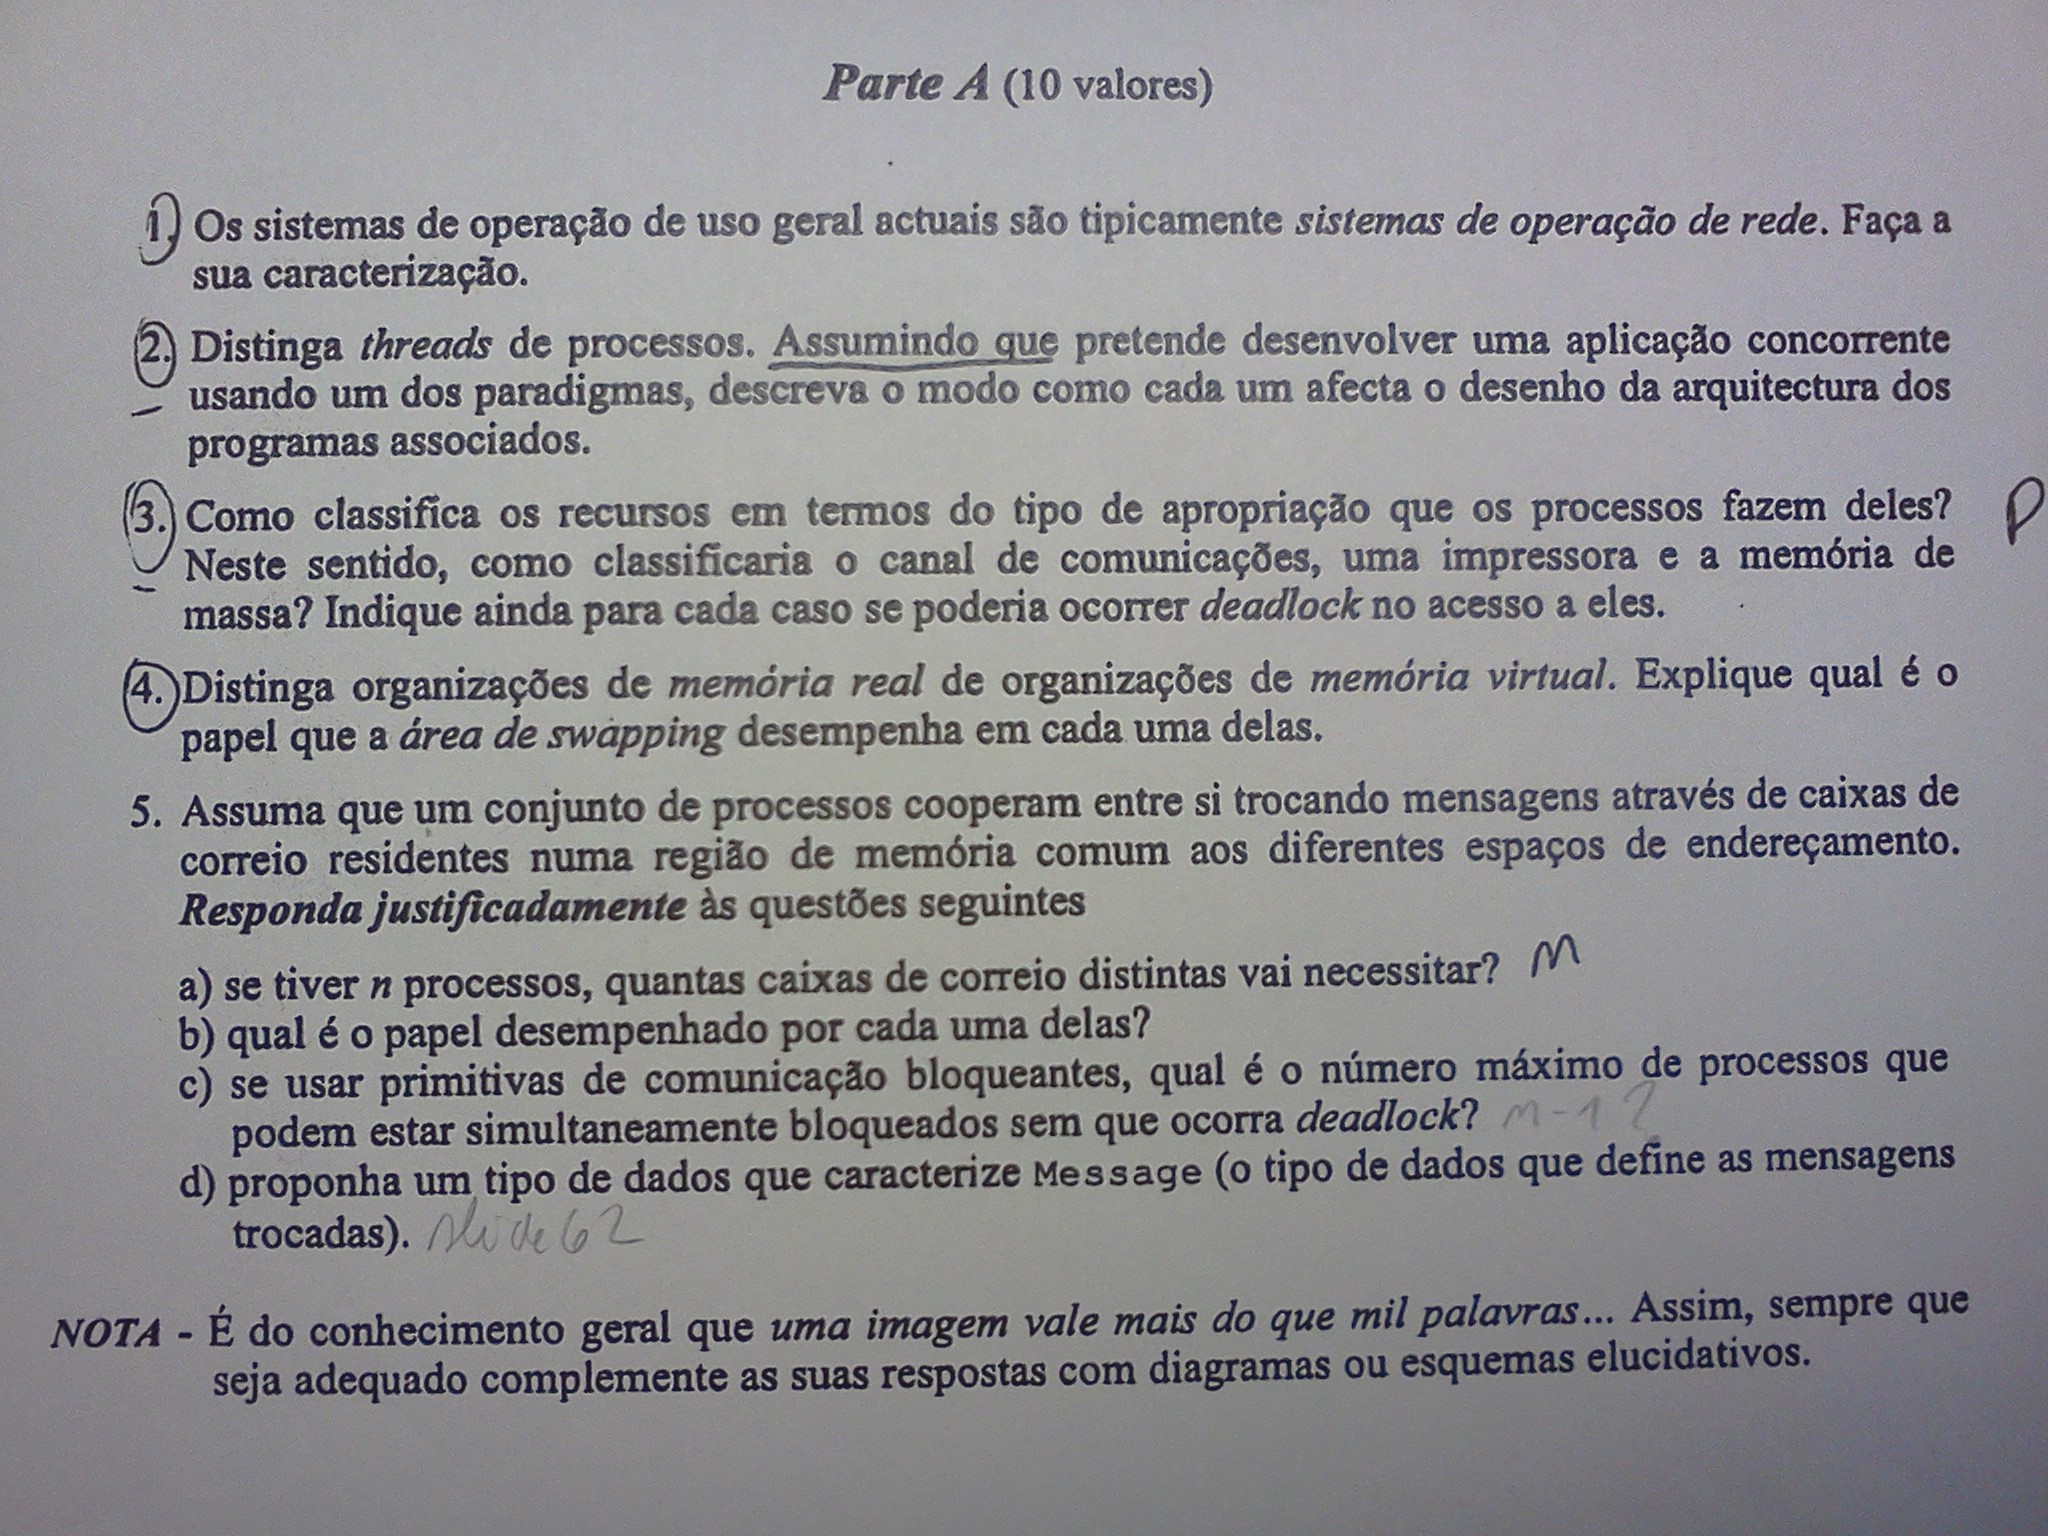 Parte A (10 valores)
1. Os sistemas de operação de uso geral actuais são tipicamente sistemas de operação de rede. Faça a
sua caracterização.
2. Distinga threads de processos. Assumindo que pretende desenvolver uma aplicação concorrente
usando um dos paradigmas, descreva o modo como cada um afecta o desenho da arquitectura dos
programas associados.
3. Como classifica os recursos em termos do tipo de apropriação que os processos fazem deles? P
Neste sentido, como classificaria o canal de comunicações, uma impressora e a memória de
massa? Indique ainda para cada caso se poderia ocorrer deadlock no acesso a eles.
4. Distinga organizações de memória real de organizações de memória virtual. Explique qual é o
papel que a área de swapping desempenha em cada uma delas.
5. Assuma que um conjunto de processos cooperam entre si trocando mensagens através de caixas de
correio residentes numa região de memória comum aos diferentes espaços de endereçamento.
Responda justificadamente às questões seguintes
a) se tiver n processos, quantas caixas de correio distintas vai necessitar? n
b) qual é o papel desempenhado por cada uma delas?
c) se usar primitivas de comunicação bloqueantes, qual é o número máximo de processos que
podem estar simultaneamente bloqueados sem que ocorra deadlock? n-1?
d) proponha um tipo de dados que caracterize Message (o tipo de dados que define as mensagens
trocadas). slide 62
NOTA - É do conhecimento geral que uma imagem vale mais do que mil palavras... Assim, sempre que
seja adequado complemente as suas respostas com diagramas ou esquemas elucidativos.